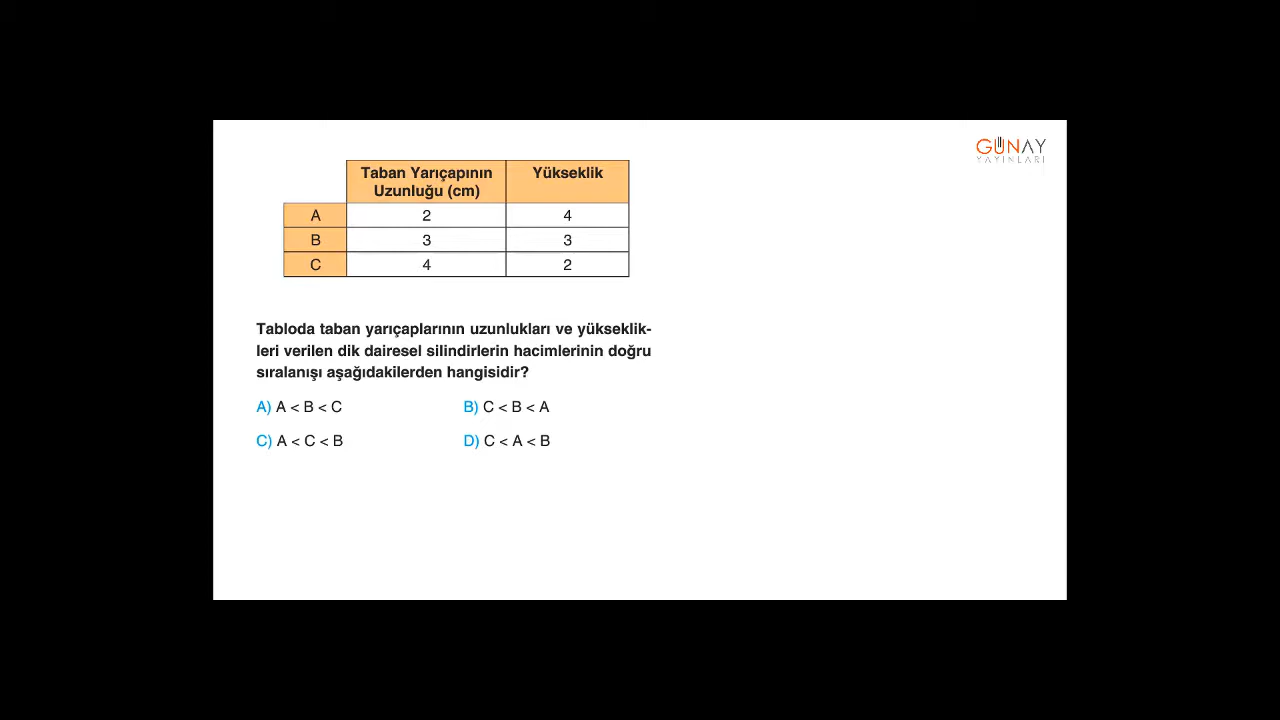 GÜNAY
YAYINLARI
Taban Yarıçapının Uzunluğu (cm) Yükseklik
A 2 4
B 3 3
C 4 2
Tabloda taban yarıçaplarının uzunlukları ve yükseklik-
leri verilen dik dairesel silindirlerin hacimlerinin doğru
sıralanışı aşağıdakilerden hangisidir?
A) A < B < C B) C < B < A
C) A < C < B D) C < A < B